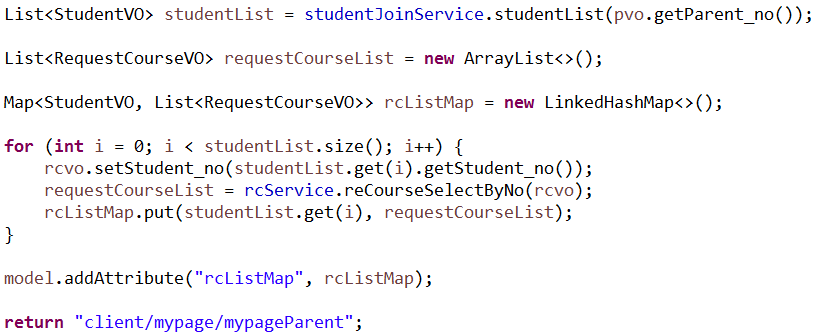 List<StudentVO> studentList = studentJoinService.studentList(pvo.getParent_no());
List<RequestCourseVO> requestCourseList = new ArrayList<>();
Map<StudentVO, List<RequestCourseVO>> rcListMap = new LinkedHashMap<>();
for (int i = 0; i < studentList.size(); i++) {
    rcvo.setStudent_no(studentList.get(i).getStudent_no());
    requestCourseList = rcService.reCourseSelectByNo(rcvo);
    rcListMap.put(studentList.get(i), requestCourseList);
}
model.addAttribute("rcListMap", rcListMap);
return "client/mypage/mypageParent";